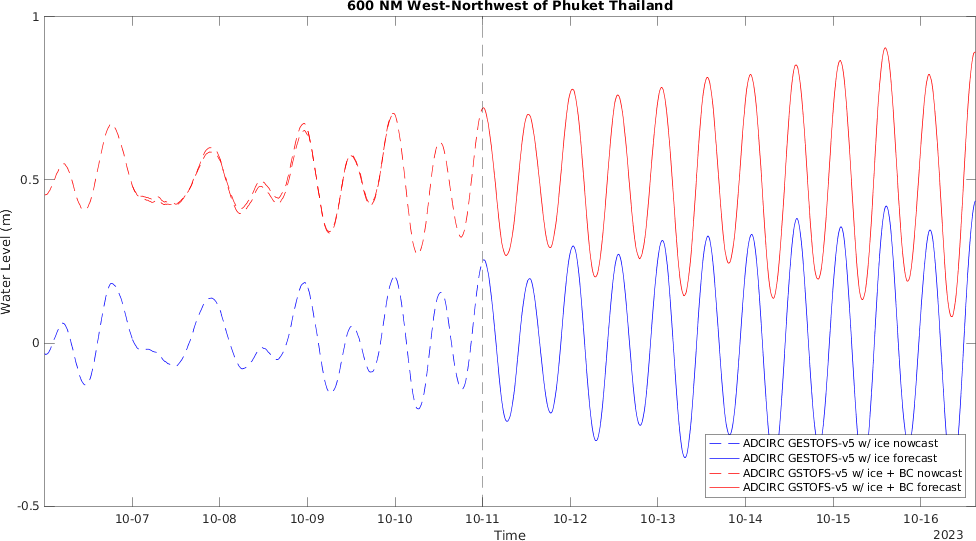 600 NM West-Northwest of Phuket Thailand
1
0.5
0
-0.5
Water Level (m)
ADCIRC GESTOFS-v5 w/ ice nowcast
ADCIRC GESTOFS-v5 w/ ice forecast
ADCIRC GSTOFS-v5 w/ ice + BC nowcast
ADCIRC GSTOFS-v5 w/ ice + BC forecast
10-07 10-08 10-09 10-10 10-11 10-12 10-13 10-14 10-15 10-16
Time
2023